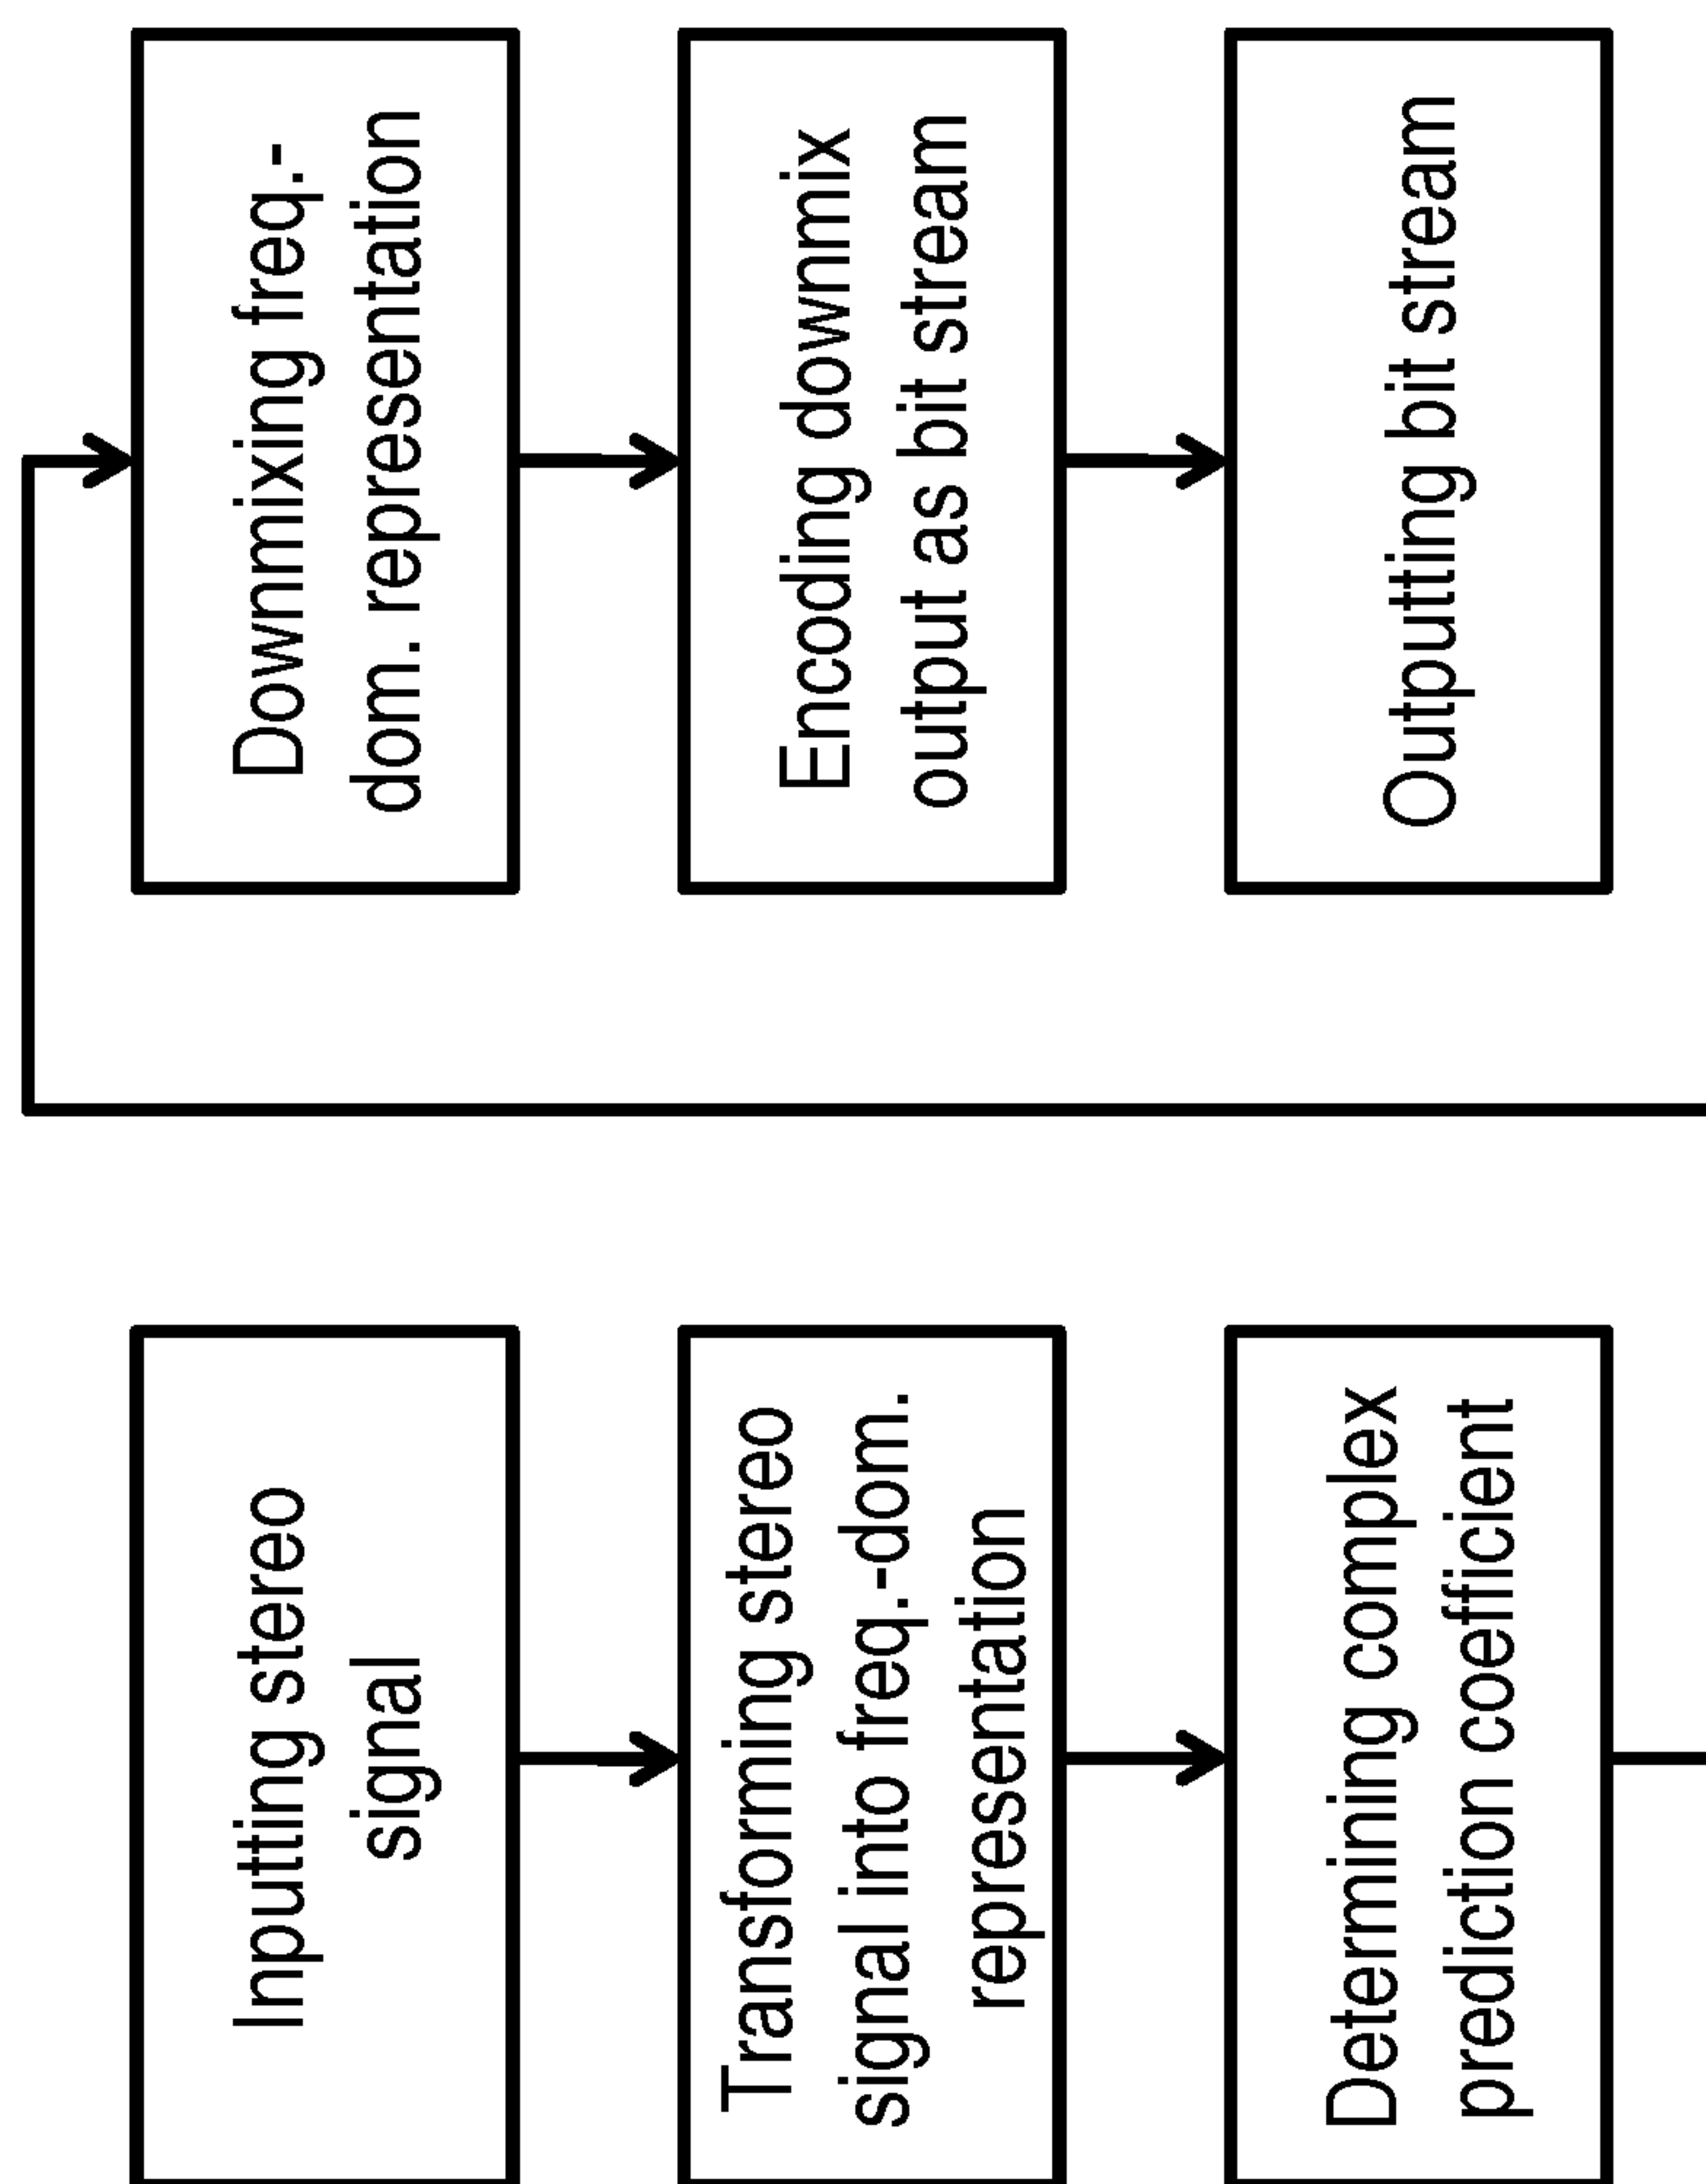 Inputting stereo
signal
Transforming stereo
signal into freq.-dom.
representation
Determining complex
prediction coefficient
Downmixing freq.-
dom. representation
Encoding downmix
output as bit stream
Outputting bit stream